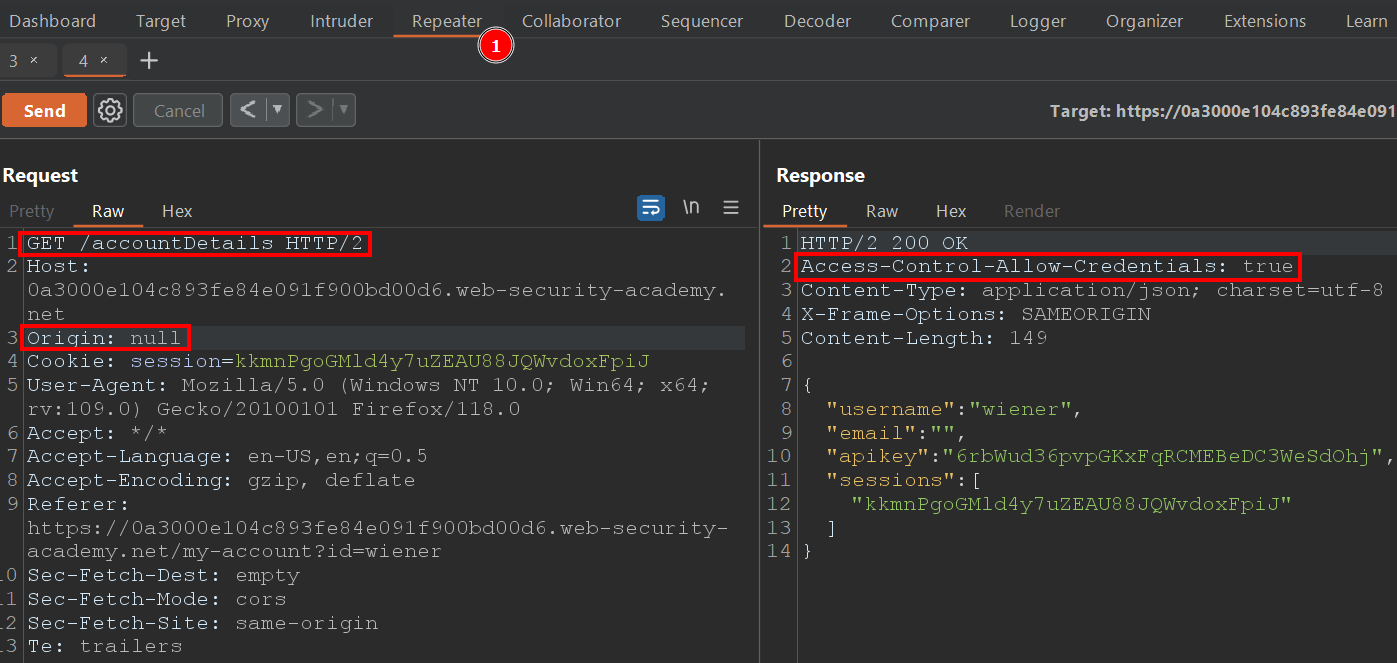 Dashboard Target Proxy Intruder Repeater Collaborator Sequencer Decoder Comparer Logger Organizer Extensions Learn
1
3 × 4 × +
Send Cancel < >
Target: https://0a3000e104c893fe84e091
Request
Pretty Raw Hex \n
1 GET /accountDetails HTTP/2
2 Host:
0a3000e104c893fe84e091f900bd00d6.web-security-academy.
net
3 Origin: null
4 Cookie: session=kkmnPgoGMld4y7uZEAU88JQWvdoxFpiJ
5 User-Agent: Mozilla/5.0 (Windows NT 10.0; Win64; x64;
rv:109.0) Gecko/20100101 Firefox/118.0
6 Accept: */*
7 Accept-Language: en-US,en;q=0.5
8 Accept-Encoding: gzip, deflate
9 Referer:
https://0a3000e104c893fe84e091f900bd00d6.web-security-
academy.net/my-account?id=wiener
10 Sec-Fetch-Dest: empty
11 Sec-Fetch-Mode: cors
12 Sec-Fetch-Site: same-origin
13 Te: trailers
Response
Pretty Raw Hex Render
1 HTTP/2 200 OK
2 Access-Control-Allow-Credentials: true
3 Content-Type: application/json; charset=utf-8
4 X-Frame-Options: SAMEORIGIN
5 Content-Length: 149
6
7 {
8 "username":"wiener",
9 "email":"",
10 "apikey":"6rbWud36pvpGKxFqRCMEBeDC3WeSdOhj",
11 "sessions":[
12 "kkmnPgoGMld4y7uZEAU88JQWvdoxFpiJ"
13 ]
14 }